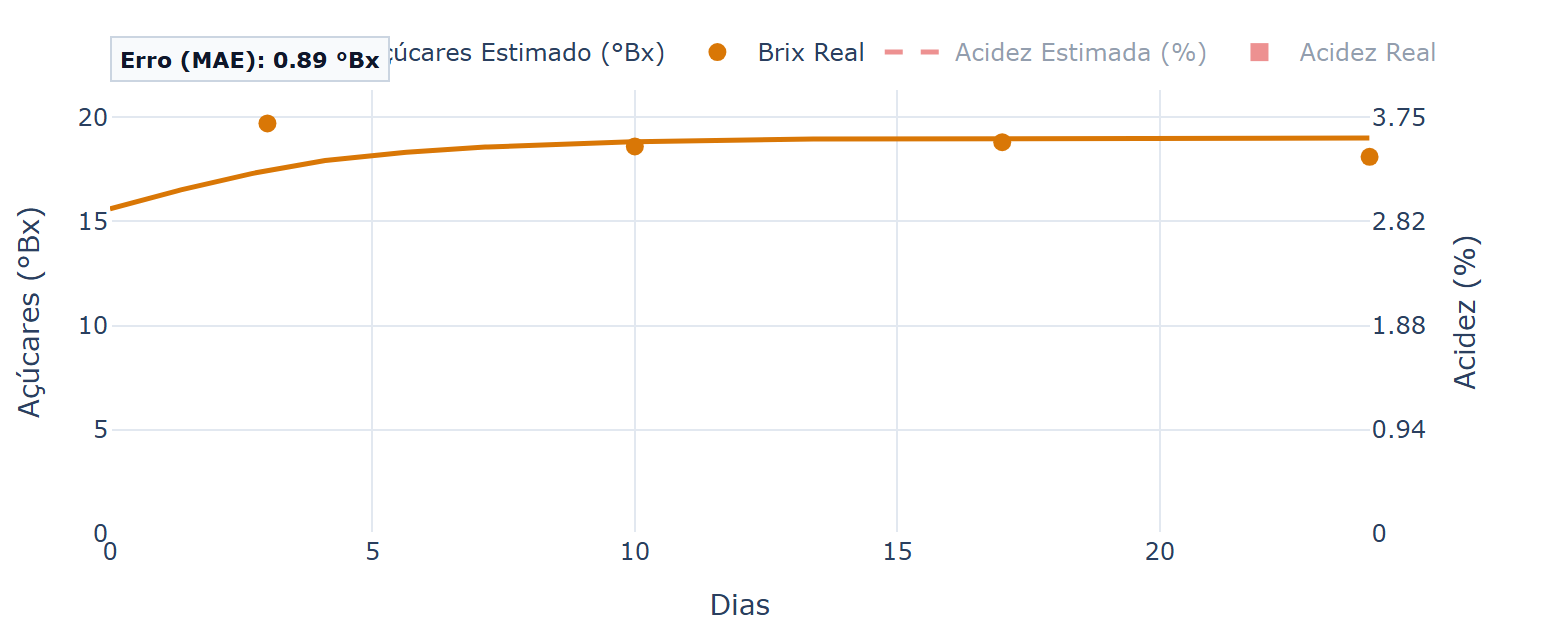 Erro (MAE): 0.89 °Bx
çúcares Estimado (°Bx)
Brix Real
Acidez Estimada (%)
Acidez Real
20
15
10
5
0
Açúcares (°Bx)
3.75
2.82
1.88
0.94
0
Acidez (%)
0
5
10
15
20
Dias